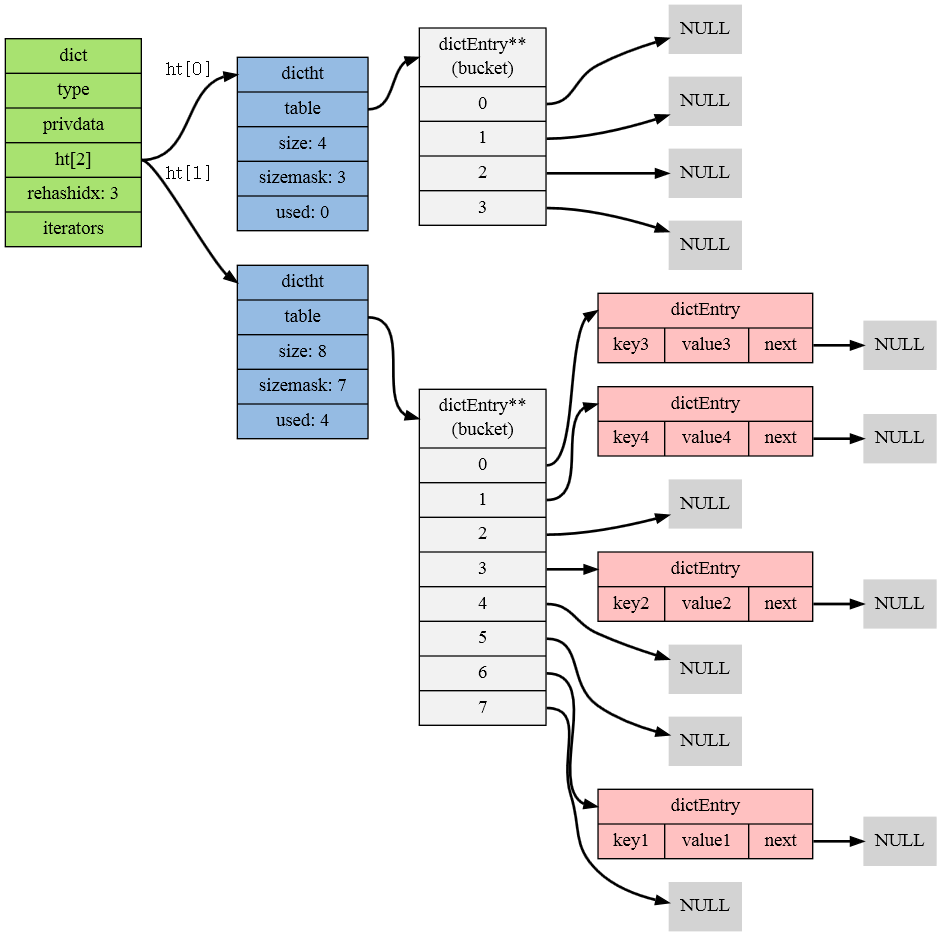 dict
type
privdata
ht[2]
rehashidx: 3
iterators
ht[0]
ht[1]
dictht
table
size: 4
sizemask: 3
used: 0
dictht
table
size: 8
sizemask: 7
used: 4
dictEntry**
(bucket)
0
1
2
3
NULL
NULL
NULL
NULL
dictEntry**
(bucket)
0
1
2
3
4
5
6
7
dictEntry
key3 value3 next
NULL
dictEntry
key4 value4 next
NULL
NULL
dictEntry
key2 value2 next
NULL
NULL
NULL
dictEntry
key1 value1 next
NULL
NULL